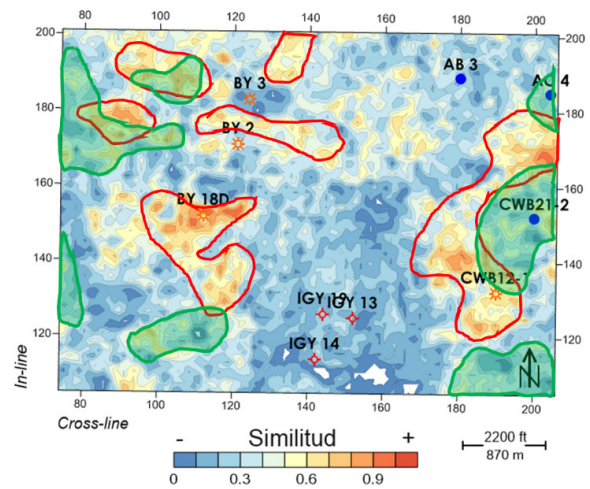 80 100 120 140 160 180 200
200 200
AB 3
BY 3
180 180
BY 2
160 160
BY 18D
CWB21-2
140 140
CWB12-1
IGY 13
120 120
IGY 14
N
80 100 120 140 160 180 200
In-line
Cross-line
- Similitud +
0 0.3 0.6 0.9
2200 ft
870 m